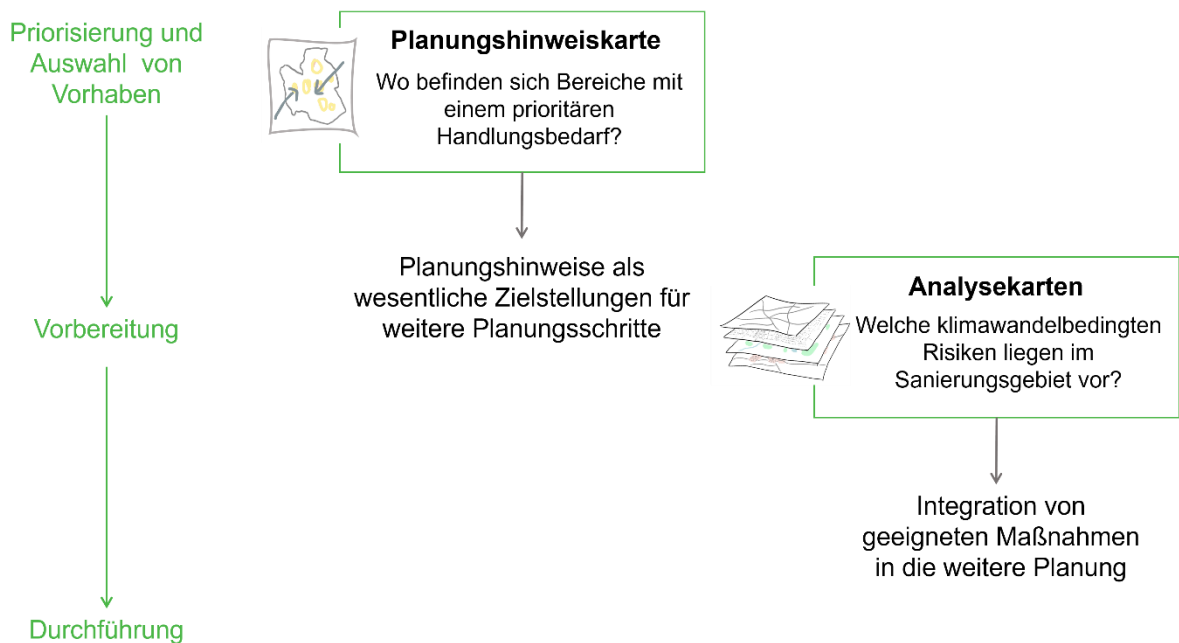 Priorisierung und
Auswahl von
Vorhaben
Planungshinweiskarte
Wo befinden sich Bereiche mit
einem prioritären
Handlungsbedarf?
Planungshinweise als
wesentliche Zielstellungen für
weitere Planungsschritte
Vorbereitung
Analysekarten
Welche klimawandelbedingten
Risiken liegen im
Sanierungsgebiet vor?
Integration von
geeigneten Maßnahmen
in die weitere Planung
Durchführung